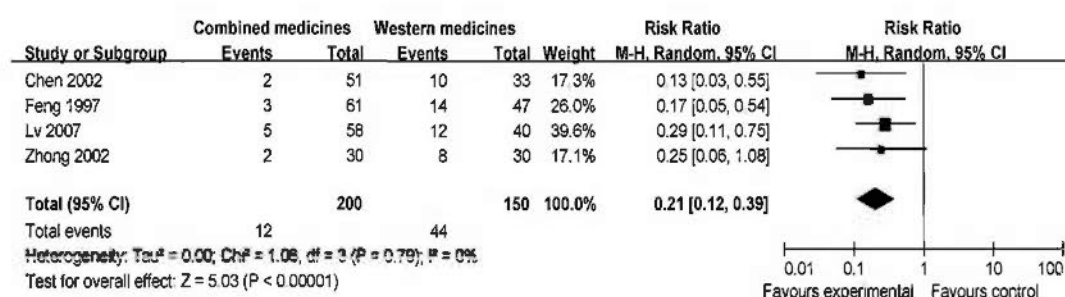 Combined medicines Western medicines Risk Ratio Risk Ratio
Study or Subgroup Events Total Events Total Weight M-H, Random, 95% CI M-H, Random, 95% CI
Chen 2002 2 51 10 33 17.3% 0.13 [0.03, 0.55]
Feng 1997 3 61 14 47 26.0% 0.17 [0.05, 0.54]
Lv 2007 5 58 12 40 39.6% 0.29 [0.11, 0.75]
Zhong 2002 2 30 8 30 17.1% 0.25 [0.06, 1.08]
Total (95% CI) 200 150 100.0% 0.21 [0.12, 0.39]
Total events 12 44
Heterogeneity: Tau² = 0.00; Chi² = 1.06, df = 3 (P = 0.79); I² = 0%
Test for overall effect: Z = 5.03 (P < 0.00001)
0.01 0.1 1 10 100
Favours experimental Favours control